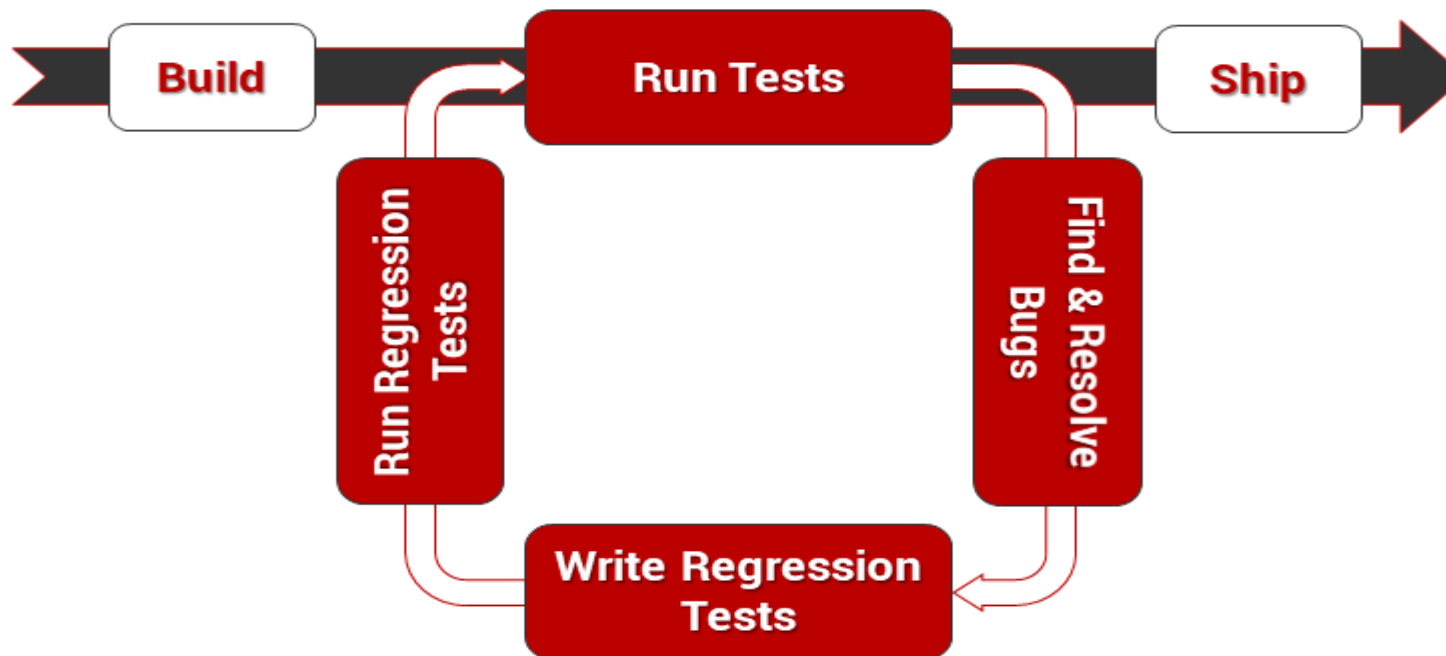 Build
Run Tests
Ship
Find & Resolve
Bugs
Write Regression
Tests
Run Regression
Tests